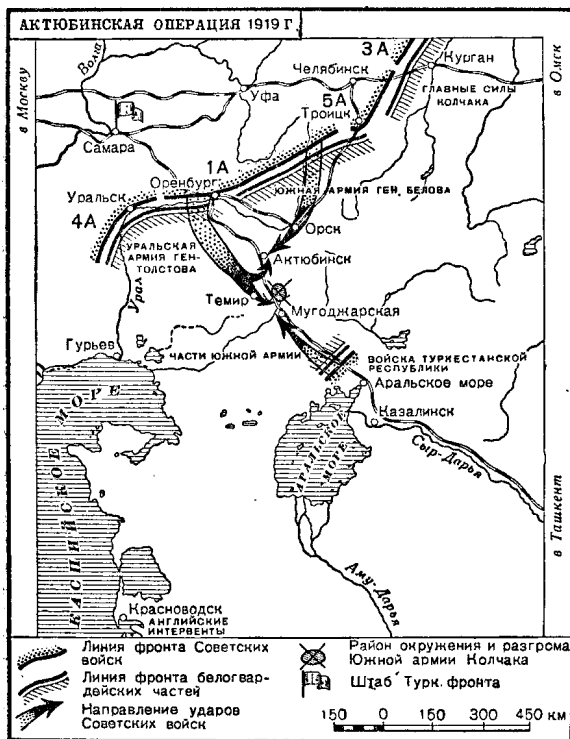 АКТЮБИНСКАЯ ОПЕРАЦИЯ 1919 Г.
3А
Курган
в Омск
в Москву
Волга
Челябинск
Уфа
ГЛАВНЫЕ СИЛЫ
КОЛЧАКА
5А
Троицк
Самара
1А
Оренбург
Уральск
ЮЖНАЯ АРМИЯ ГЕН. БЕЛОВА
4А
Орск
УРАЛЬСКАЯ
АРМИЯ ГЕН.
ТОЛСТОВА
Актюбинск
Урал
Темир
Мугоджарская
Гурьев
ЧАСТИ ЮЖНОЙ АРМИИ
ВОЙСКА ТУРКЕСТАНСКОЙ
РЕСПУБЛИКИ
Аральское море
Казалинск
АРАЛЬСКОЕ
МОРЕ
Сыр-Дарья
КАСПИЙСКОЕ МОРЕ
в Ташкент
Аму-Дарья
Красноводск
АНГЛИЙСКИЕ
ИНТЕРВЕНТЫ
Линия фронта Советских
войск
Линия фронта белогвар-
дейских частей
Направление ударов
Советских войск
Район окружения и разгрома
Южной армии Колчака
Штаб Турк. фронта
150 0 150 300 450 км